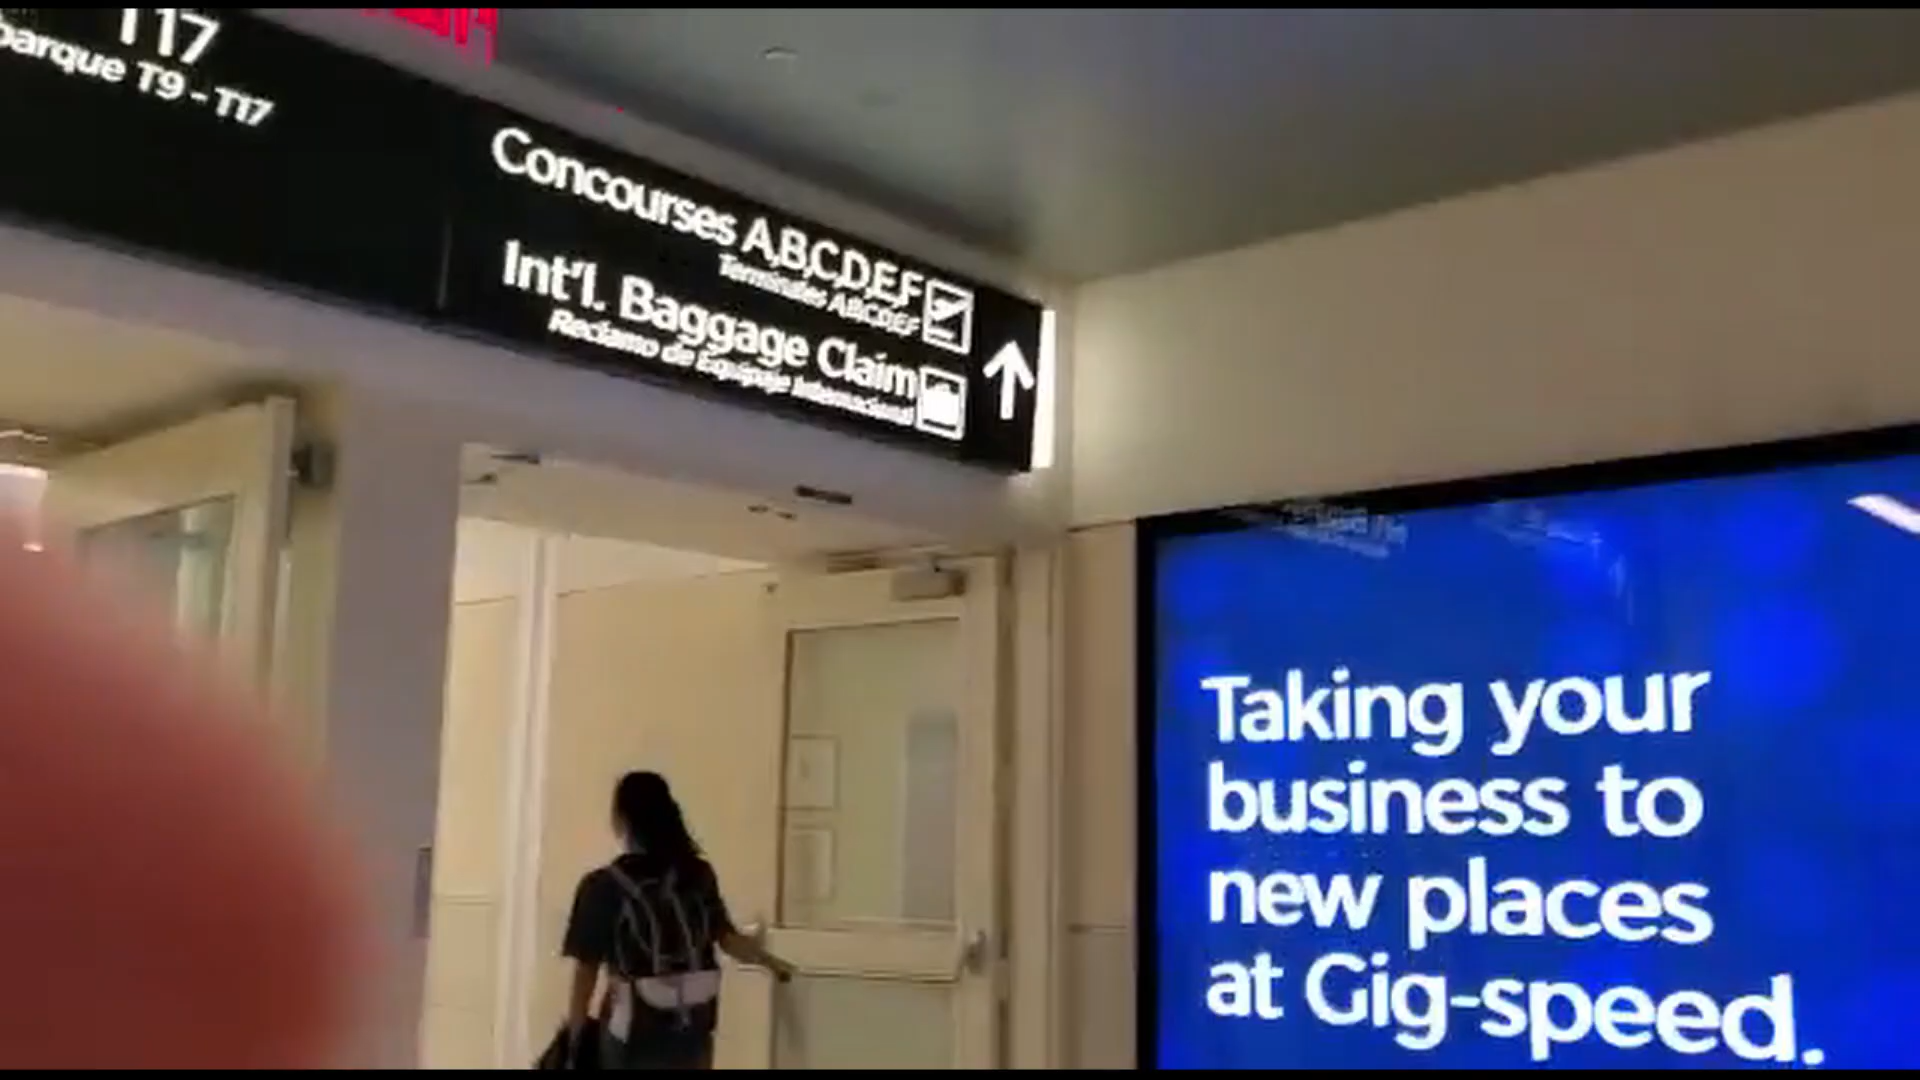 T17
barque T9 - T17
Concourses A,B,C,D,E,F
Terminales ABCDEF
Int'l. Baggage Claim
Reclamo de Equipaje Internacional
Taking your
business to
new places
at Gig-speed.